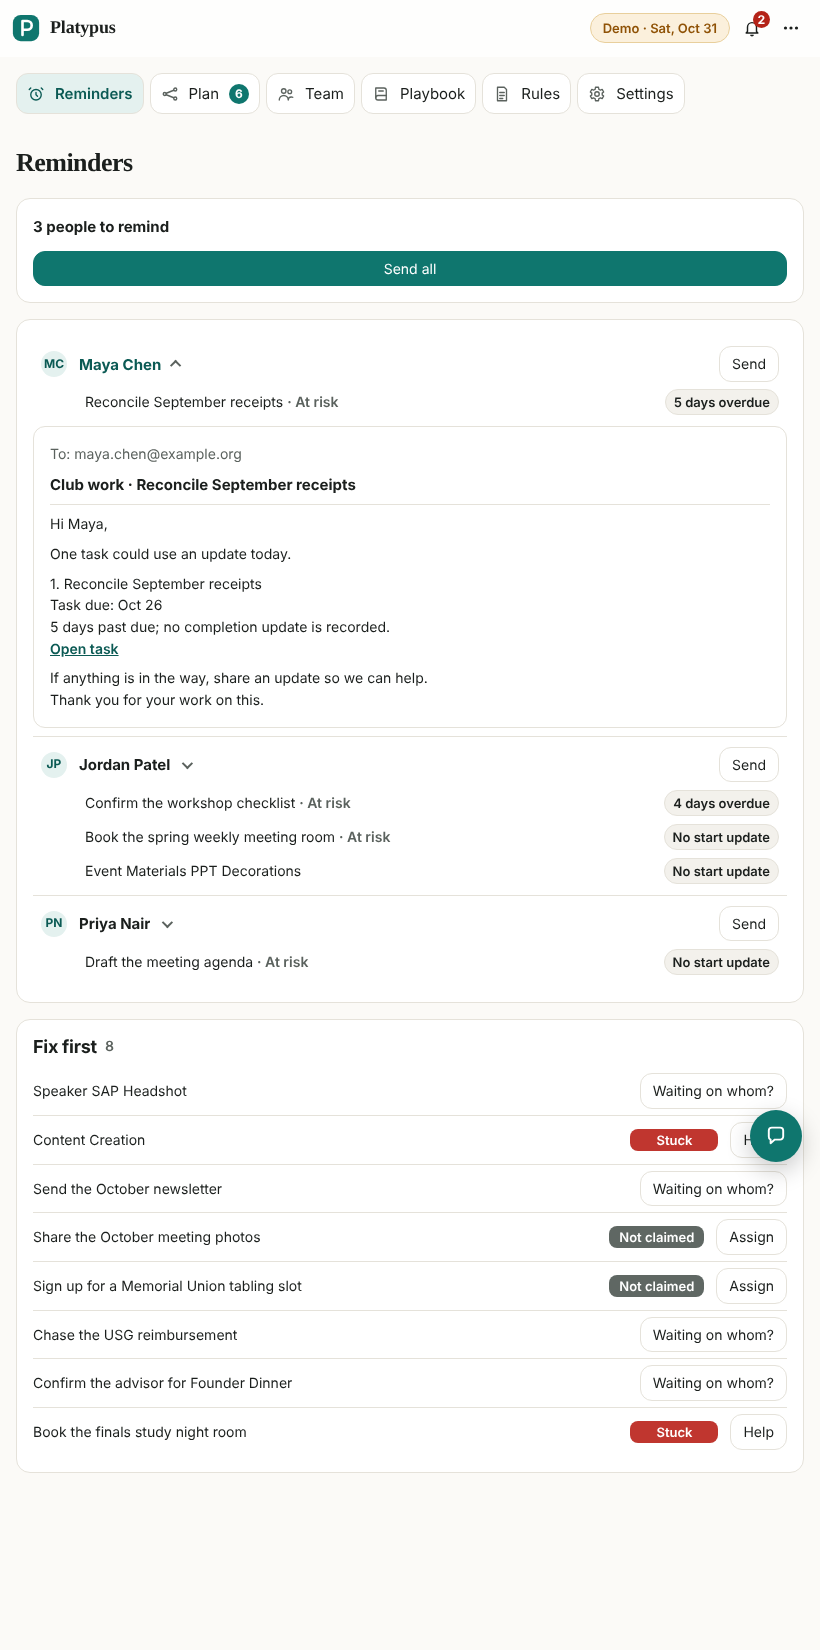 P Platypus
Demo · Sat, Oct 31
2
Reminders
Plan 6
Team
Playbook
Rules
Settings
Reminders
3 people to remind
Send all
MC Maya Chen
Send
Reconcile September receipts · At risk
5 days overdue
To: maya.chen@example.org
Club work · Reconcile September receipts
Hi Maya,
One task could use an update today.
1. Reconcile September receipts
Task due: Oct 26
5 days past due; no completion update is recorded.
Open task
If anything is in the way, share an update so we can help.
Thank you for your work on this.
JP Jordan Patel
Send
Confirm the workshop checklist · At risk
4 days overdue
Book the spring weekly meeting room · At risk
No start update
Event Materials PPT Decorations
No start update
PN Priya Nair
Send
Draft the meeting agenda · At risk
No start update
Fix first 8
Speaker SAP Headshot
Waiting on whom?
Content Creation
Stuck
Send the October newsletter
Waiting on whom?
Share the October meeting photos
Not claimed
Assign
Sign up for a Memorial Union tabling slot
Not claimed
Assign
Chase the USG reimbursement
Waiting on whom?
Confirm the advisor for Founder Dinner
Waiting on whom?
Book the finals study night room
Stuck
Help